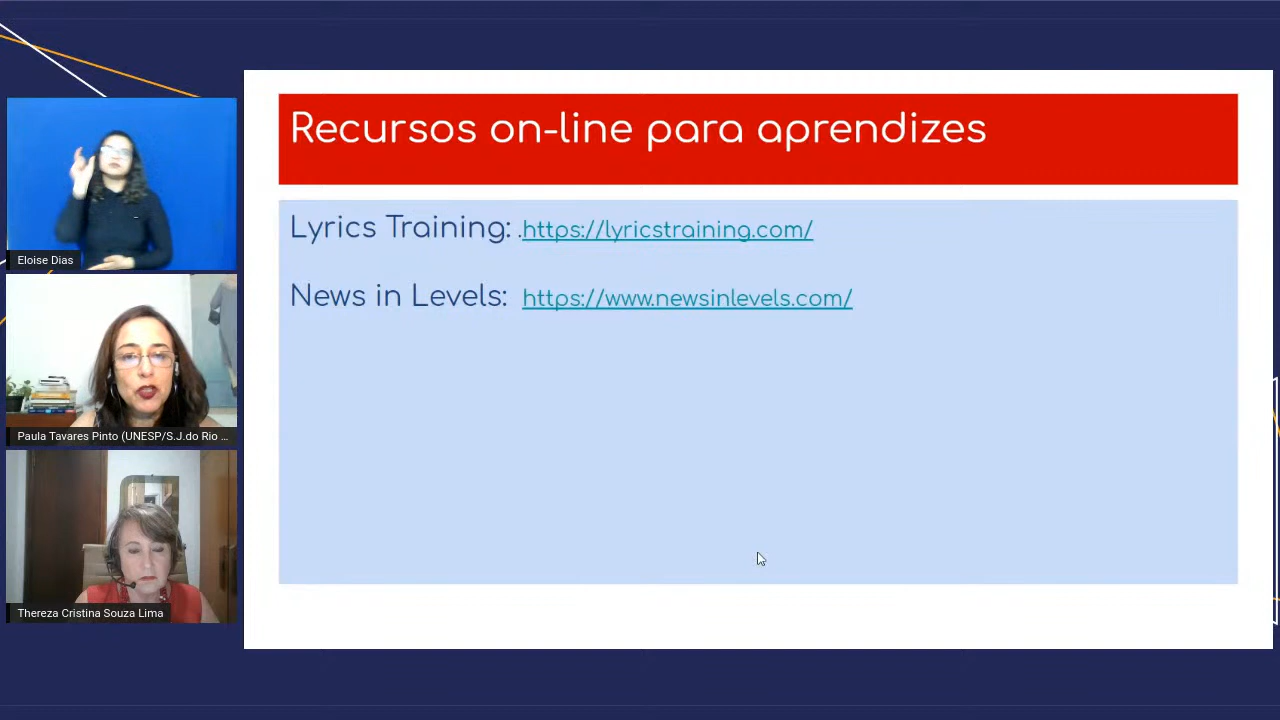 Recursos on-line para aprendizes
Lyrics Training: .https://lyricstraining.com/
News in Levels: https://www.newsinlevels.com/
Eloise Dias
Paula Tavares Pinto (UNESP/S.J.do Rio ...
Thereza Cristina Souza Lima